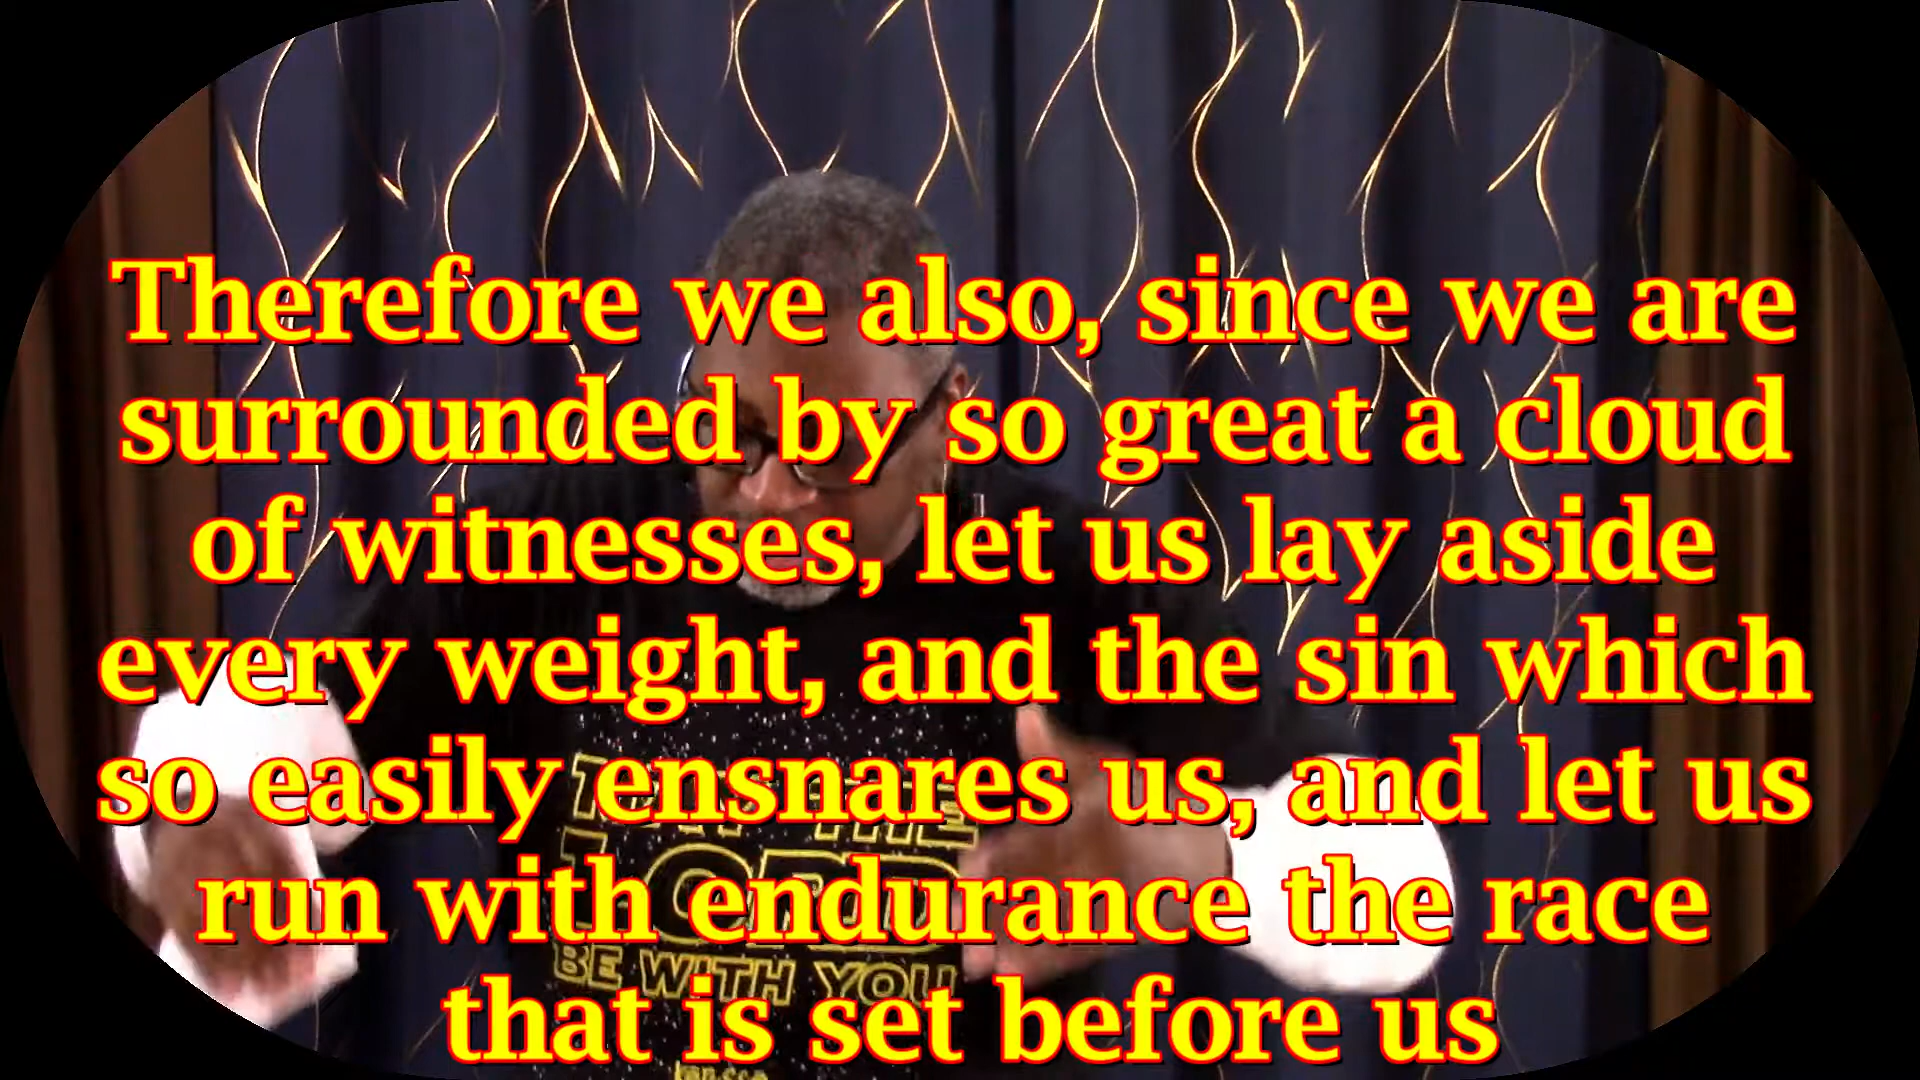 Therefore we also, since we are
surrounded by so great a cloud
of witnesses, let us lay aside
every weight, and the sin which
so easily ensnares us, and let us
run with endurance the race
that is set before us
THE
LORD
BE WITH YOU